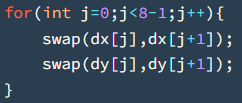 for(int j=0;j<8-1;j++){
    swap(dx[j],dx[j+1]);
    swap(dy[j],dy[j+1]);
}